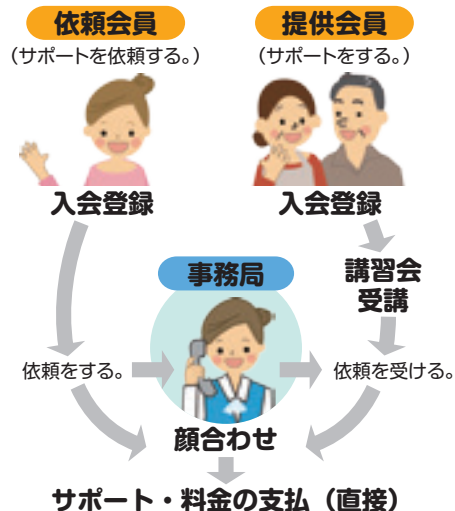 依頼会員
(サポートを依頼する。)
入会登録
提供会員
(サポートをする。)
入会登録
講習会
受講
事務局
依頼をする。
依頼を受ける。
顔合わせ
サポート・料金の支払（直接）